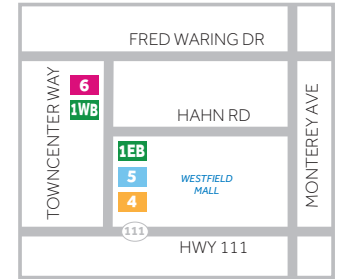 FRED WARING DR
TOWNCENTER WAY
6
1WB
HAHN RD
MONTEREY AVE
1EB
5
4
WESTFIELD
MALL
111
HWY 111